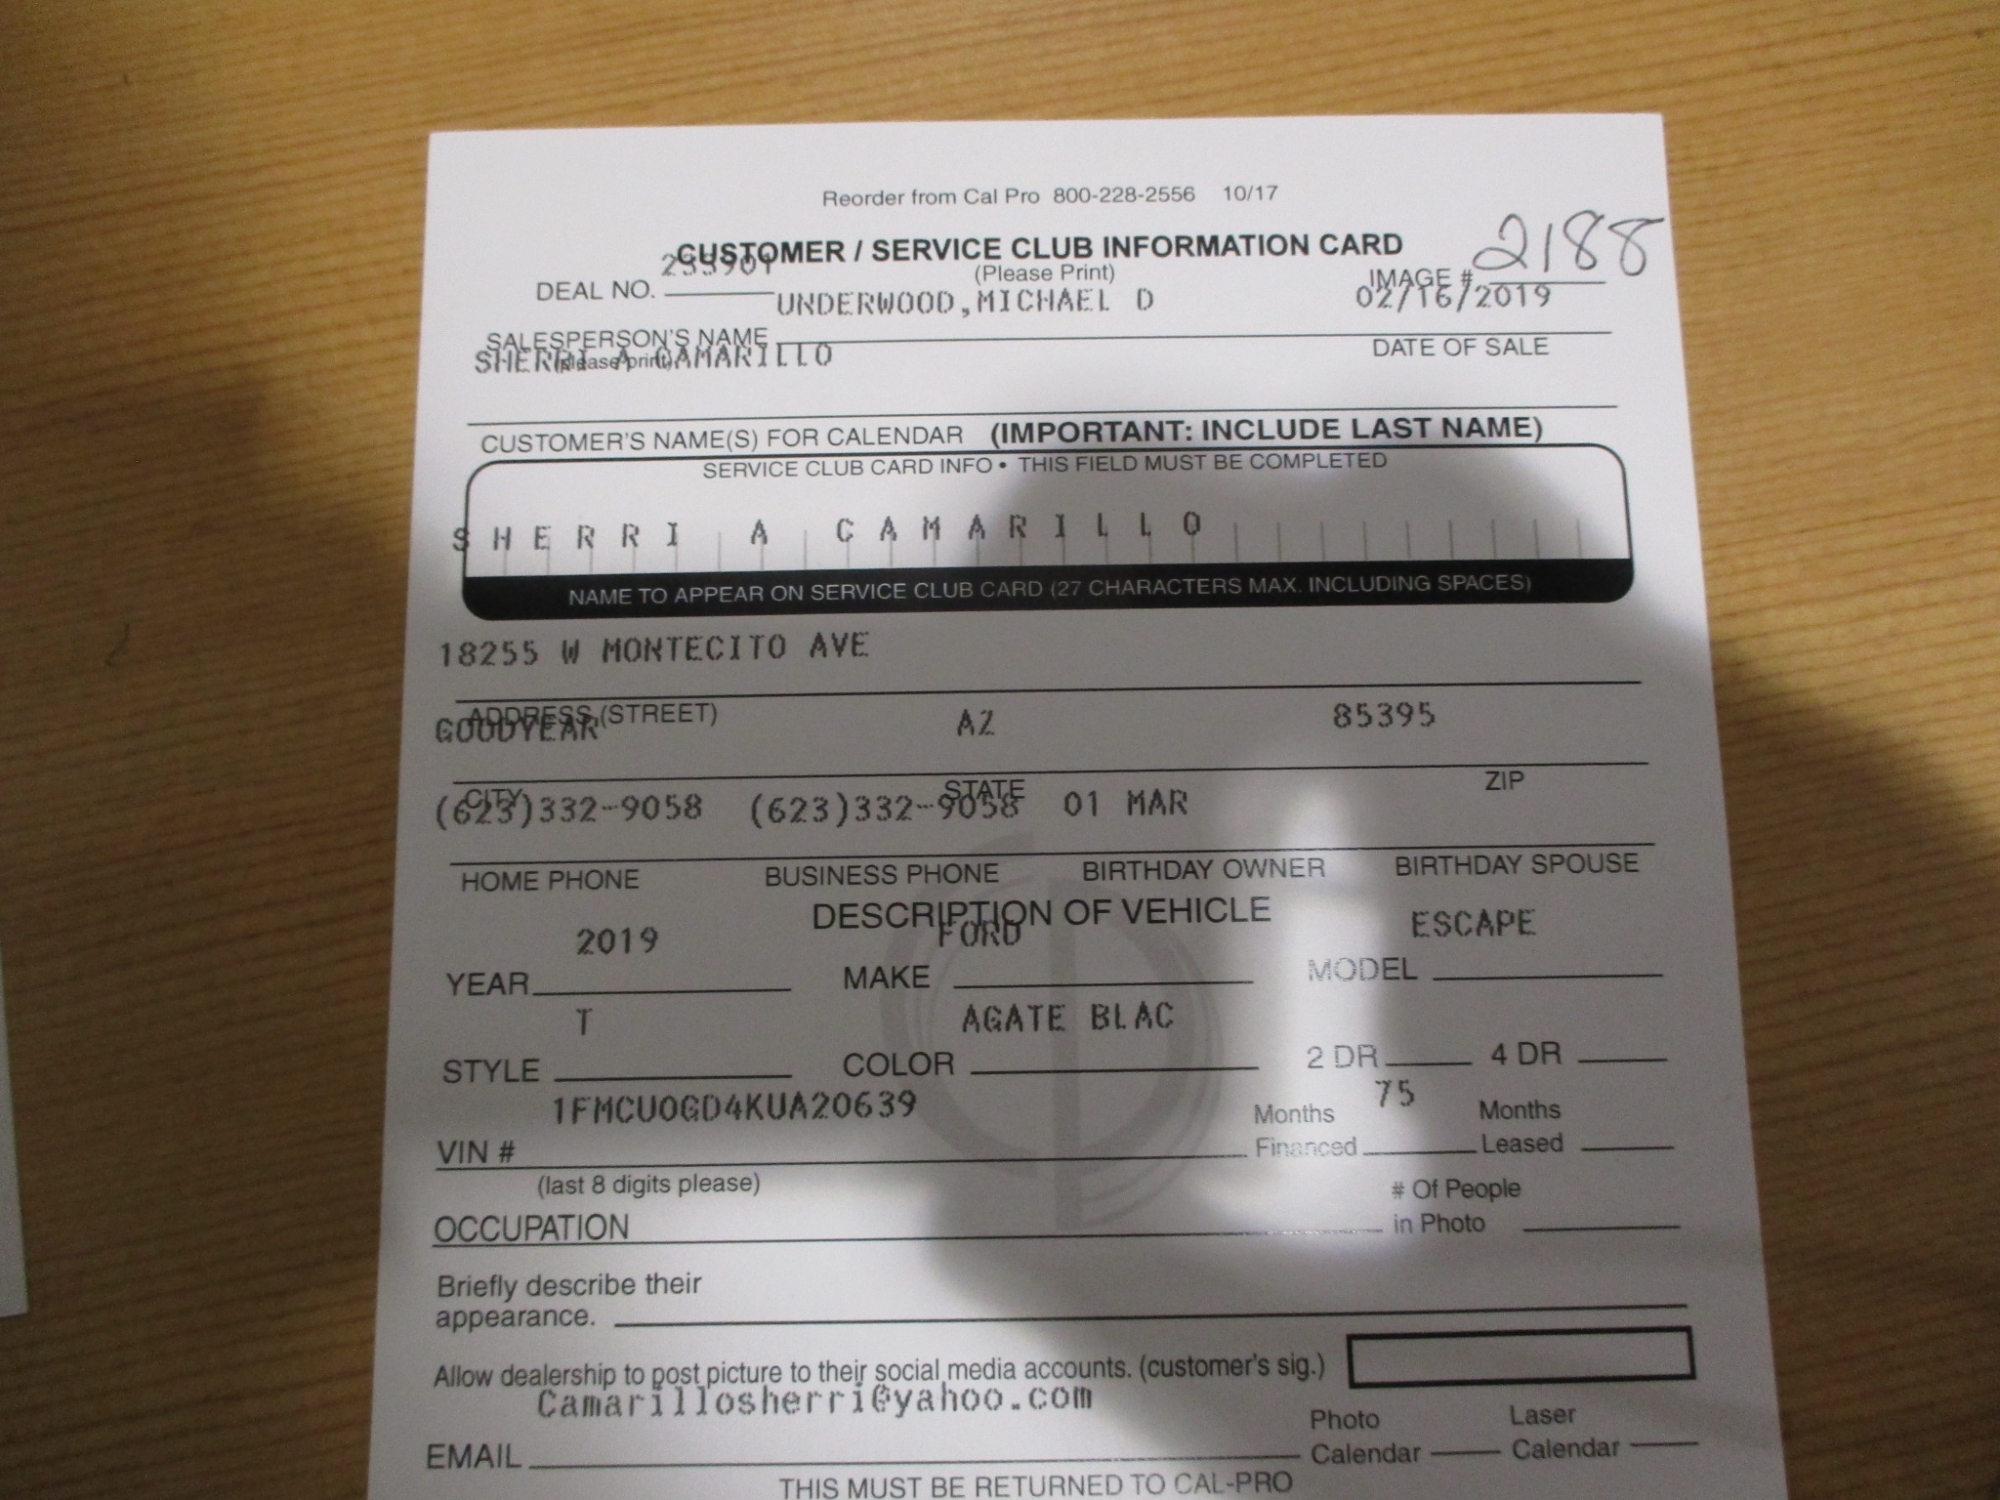 Reorder from Cal Pro 800-228-2556 10/17
CUSTOMER / SERVICE CLUB INFORMATION CARD
(Please Print)
DEAL NO. 233901
IMAGE # 2188
UNDERWOOD,MICHAEL D 02/16/2019
SALESPERSON'S NAME DATE OF SALE
(please print)
SHERRI A CAMARILLO
CUSTOMER'S NAME(S) FOR CALENDAR (IMPORTANT: INCLUDE LAST NAME)
SERVICE CLUB CARD INFO • THIS FIELD MUST BE COMPLETED
SHERRI A CAMARILLO
NAME TO APPEAR ON SERVICE CLUB CARD (27 CHARACTERS MAX. INCLUDING SPACES)
18255 W MONTECITO AVE
ADDRESS (STREET)
GOODYEAR AZ 85395
CITY STATE ZIP
(623)332-9058 (623)332-9058 01 MAR
HOME PHONE BUSINESS PHONE BIRTHDAY OWNER BIRTHDAY SPOUSE
DESCRIPTION OF VEHICLE
2019 FORD ESCAPE
YEAR MAKE MODEL
T AGATE BLAC
STYLE COLOR 2 DR 4 DR
1FMCU0GD4KUA20639 75
VIN # Months Financed Months Leased
(last 8 digits please)
# Of People in Photo
OCCUPATION
Briefly describe their
appearance.
Allow dealership to post picture to their social media accounts. (customer's sig.)
Camarillosherri@yahoo.com
EMAIL Photo Calendar Laser Calendar
THIS MUST BE RETURNED TO CAL-PRO